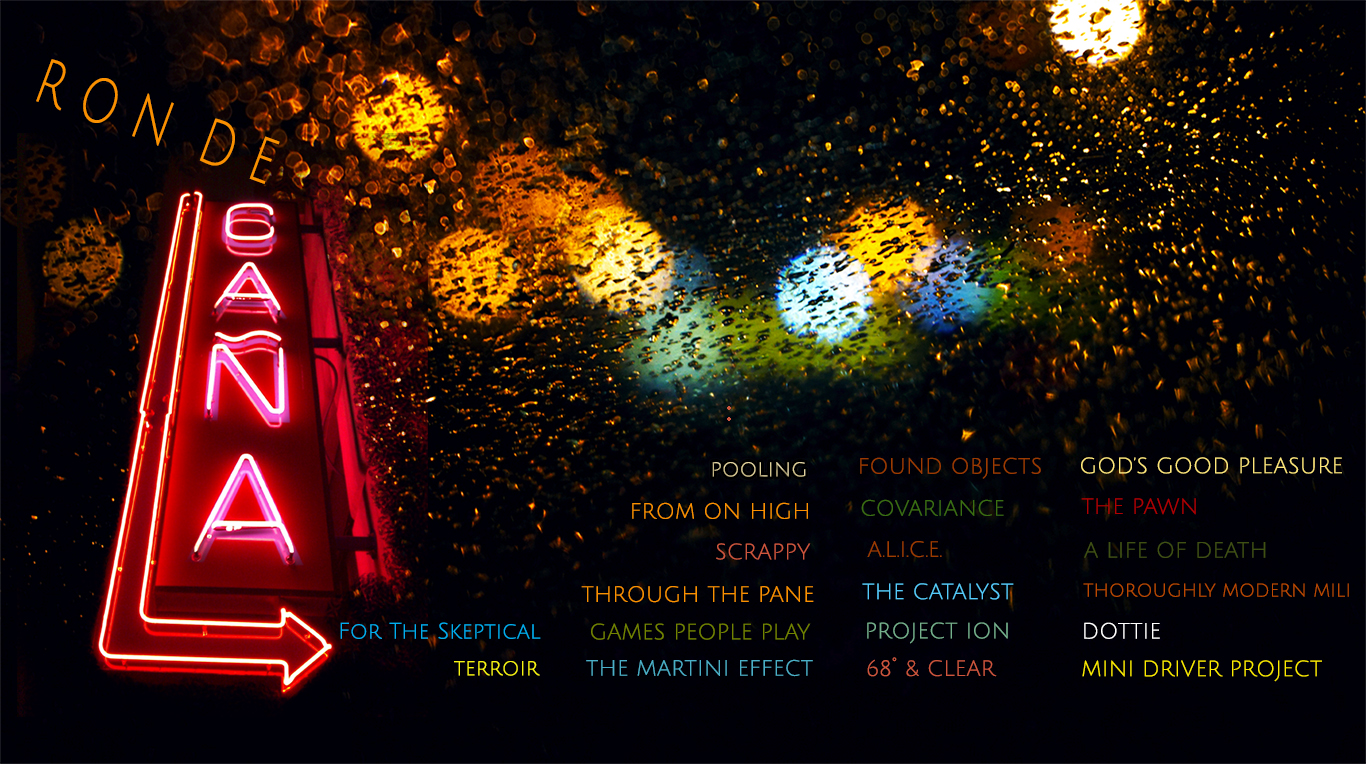 RON DE
GAÑA
POOLING
FROM ON HIGH
SCRAPPY
THROUGH THE PANE
GAMES PEOPLE PLAY
THE MARTINI EFFECT
For The Skeptical
TERROIR
FOUND OBJECTS
COVARIANCE
A.L.I.C.E.
THE CATALYST
PROJECT ION
68° & CLEAR
GOD'S GOOD PLEASURE
THE PAWN
A LIFE OF DEATH
THOROUGHLY MODERN MILI
DOTTIE
MINI DRIVER PROJECT